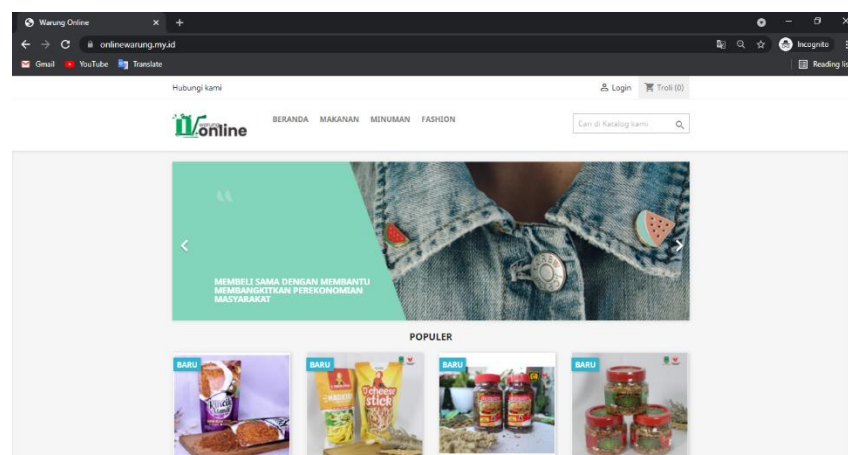 Warung Online
onlinewarung.my.id
Incognito
Gmail YouTube Translate
Reading lis
Hubungi kami
Login Troli (0)
online
BERANDA MAKANAN MINUMAN FASHION
Cari di Katalog kami
MEMBELI SAMA DENGAN MEMBANTU
MEMBANGKITKAN PEREKONOMIAN
MASYARAKAT
POPULER
BARU BARU BARU BARU
cheese
stick